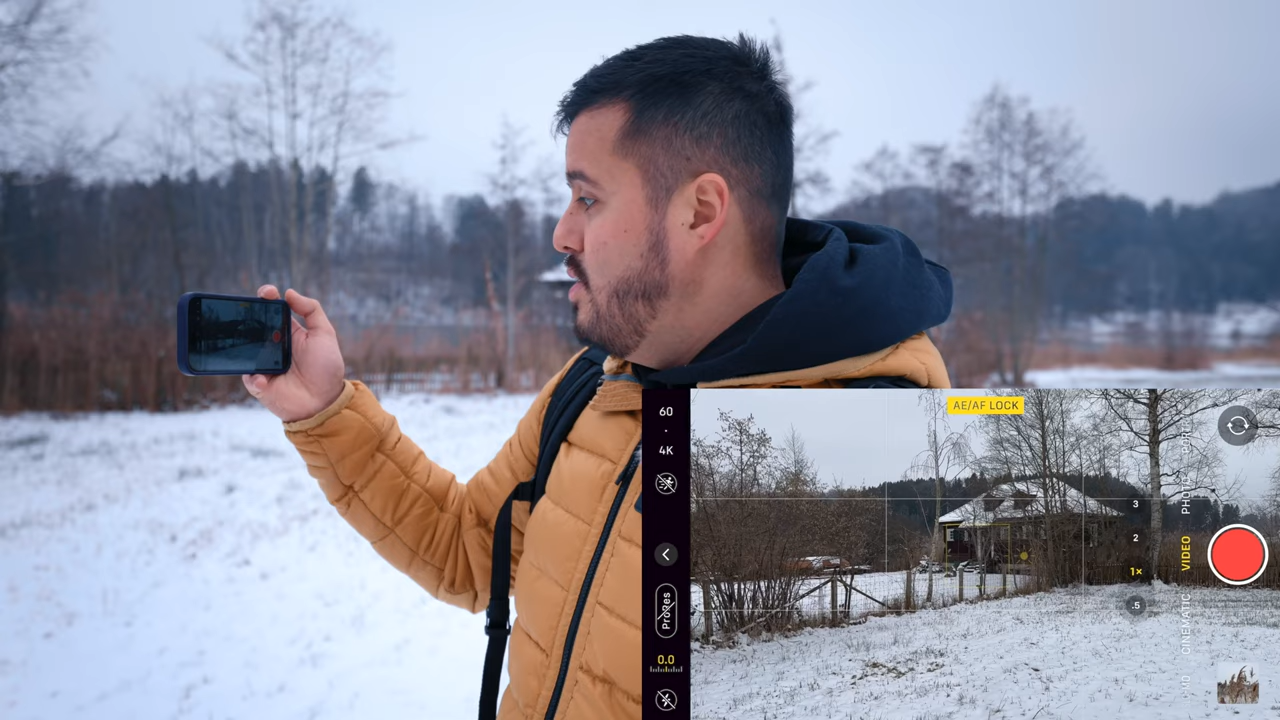 60
4K
ProRes
0.0
AE/AF LOCK
3
2
1×
.5
PHOTO
VIDEO
CINEMATIC